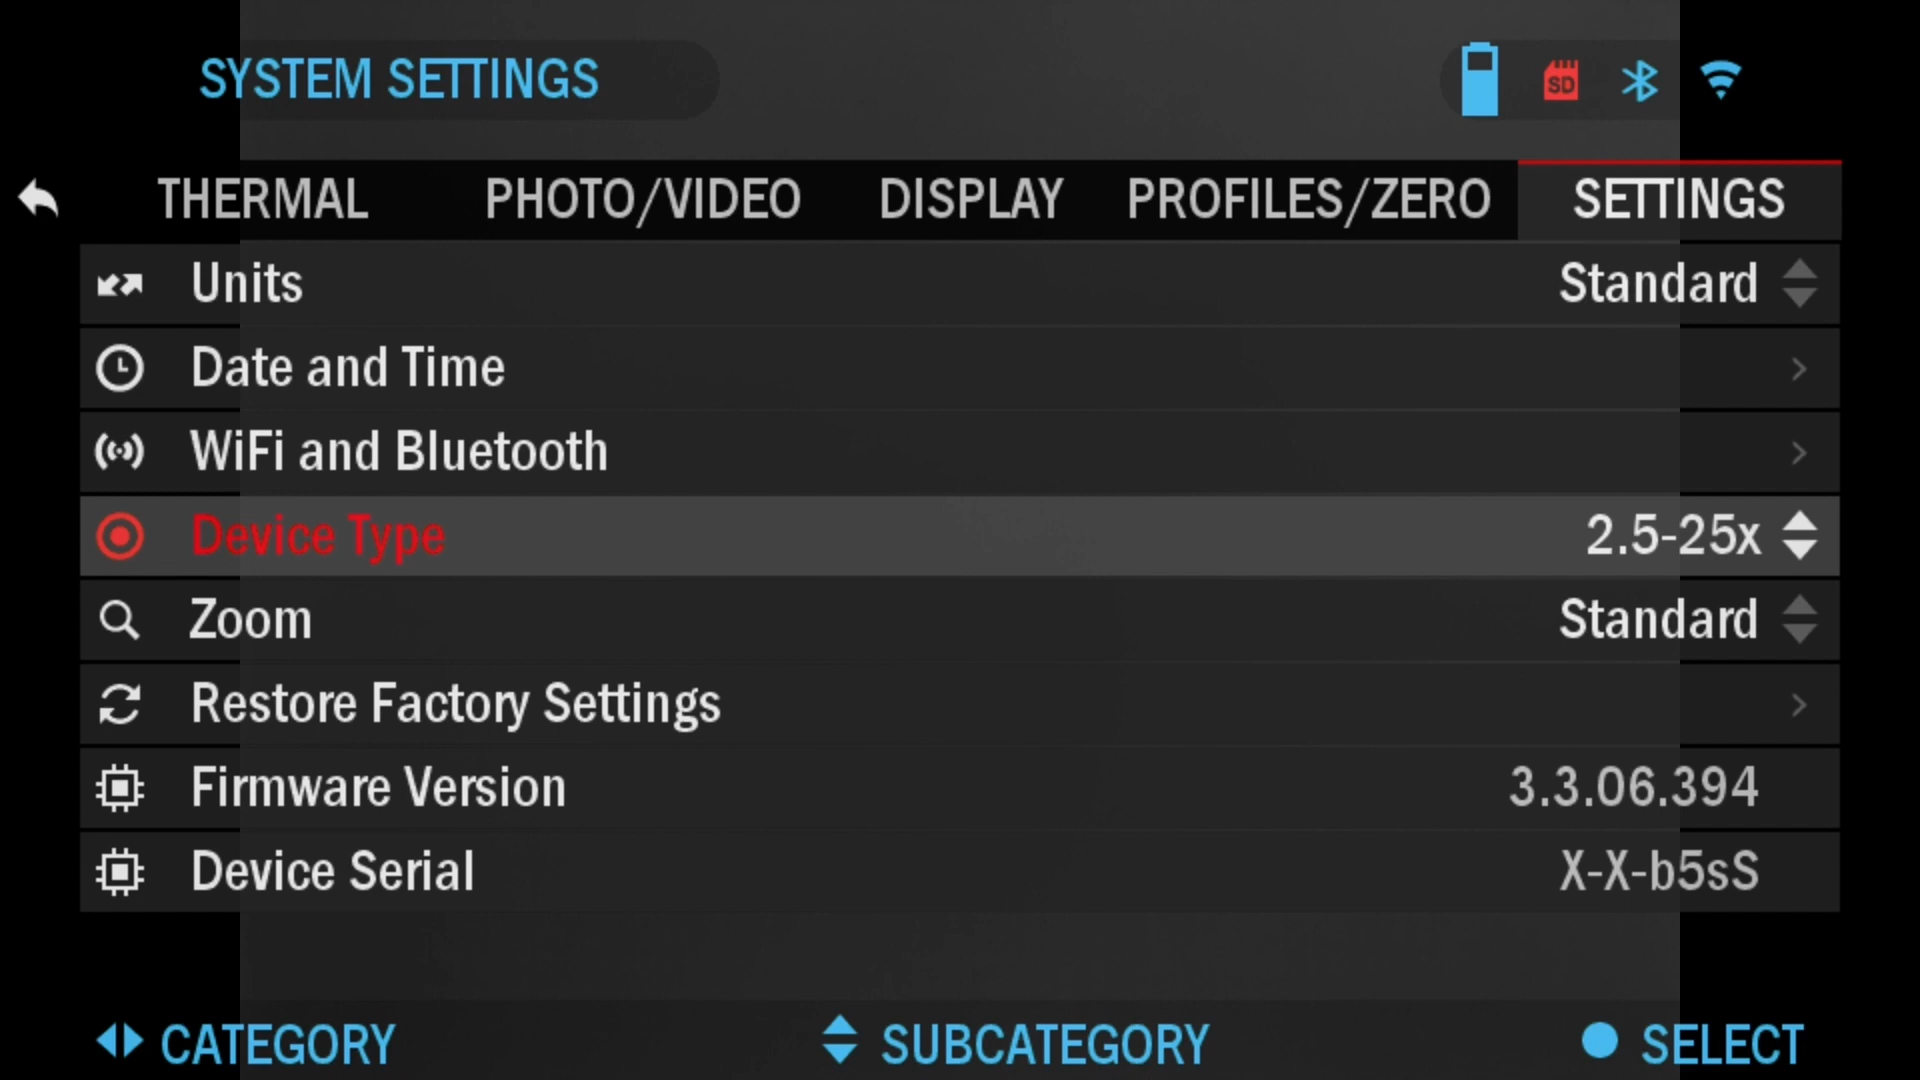 SYSTEM SETTINGS
SD
THERMAL PHOTO/VIDEO DISPLAY PROFILES/ZERO SETTINGS
Units Standard
Date and Time
WiFi and Bluetooth
Device Type 2.5-25x
Zoom Standard
Restore Factory Settings
Firmware Version 3.3.06.394
Device Serial X-X-b5sS
CATEGORY SUBCATEGORY SELECT